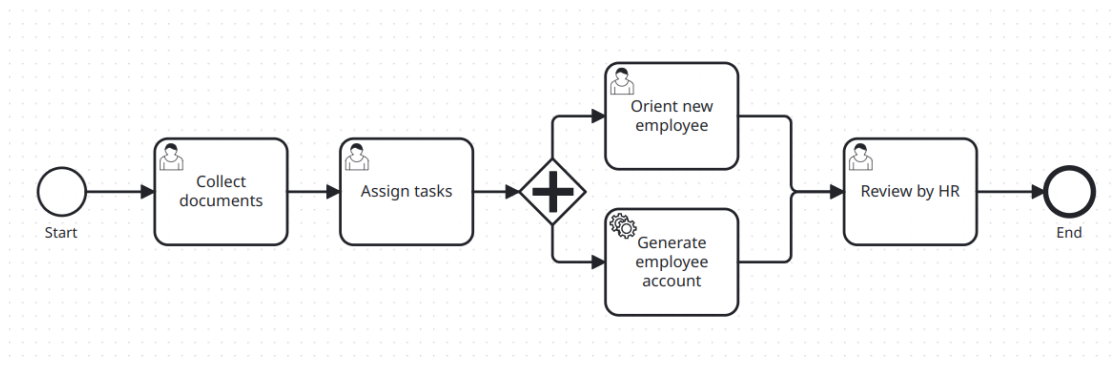 Start
Collect
documents
Assign tasks
Orient new
employee
Generate
employee
account
Review by HR
End